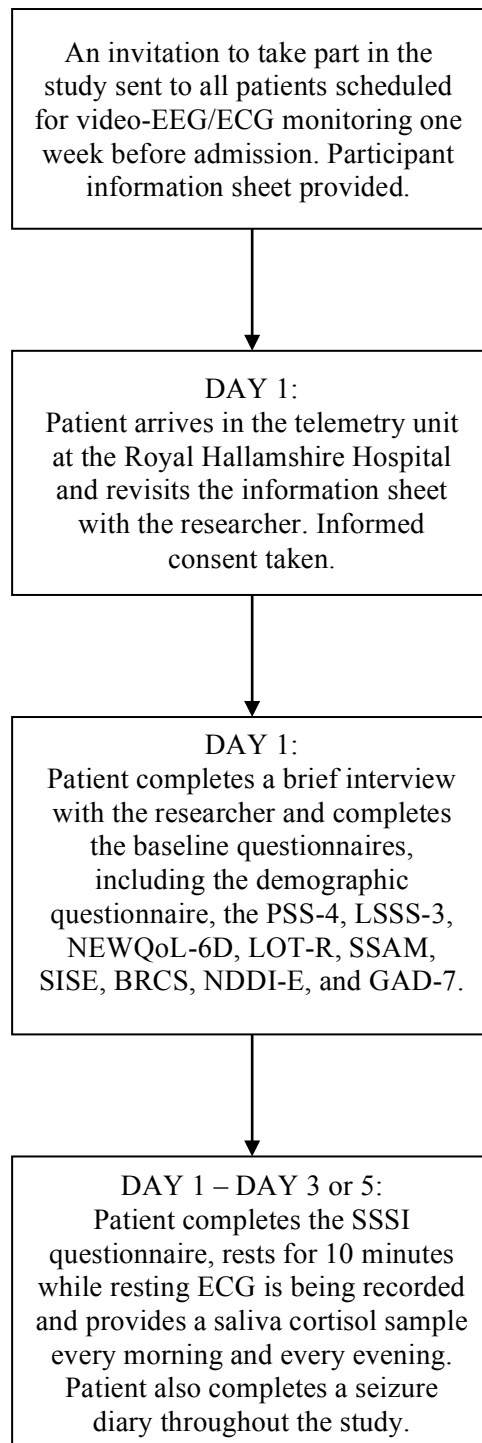 An invitation to take part in the
study sent to all patients scheduled
for video-EEG/ECG monitoring one
week before admission. Participant
information sheet provided.
DAY 1:
Patient arrives in the telemetry unit
at the Royal Hallamshire Hospital
and revisits the information sheet
with the researcher. Informed
consent taken.
DAY 1:
Patient completes a brief interview
with the researcher and completes
the baseline questionnaires,
including the demographic
questionnaire, the PSS-4, LSSS-3,
NEWQoL-6D, LOT-R, SSAM,
SISE, BRCS, NDDI-E, and GAD-7.
DAY 1 – DAY 3 or 5:
Patient completes the SSSI
questionnaire, rests for 10 minutes
while resting ECG is being recorded
and provides a saliva cortisol sample
every morning and every evening.
Patient also completes a seizure
diary throughout the study.